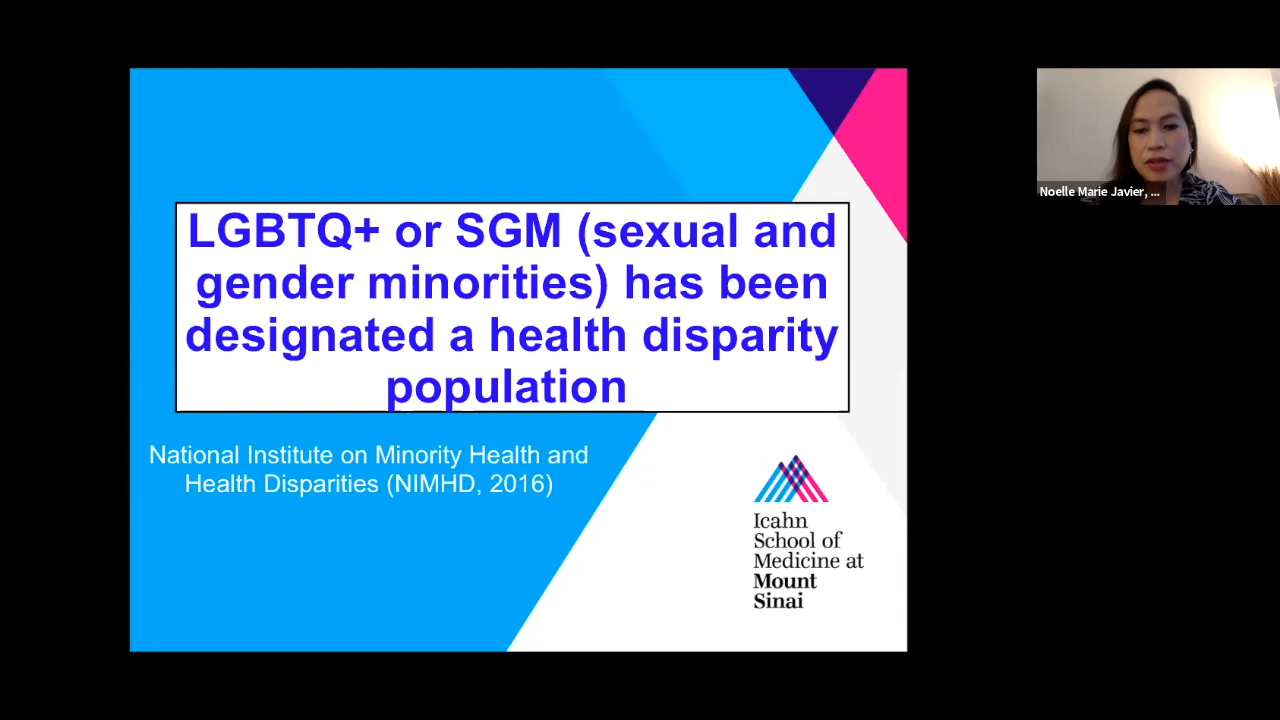 LGBTQ+ or SGM (sexual and
gender minorities) has been
designated a health disparity
population
National Institute on Minority Health and
Health Disparities (NIMHD, 2016)
Icahn
School of
Medicine at
Mount
Sinai
Noelle Marie Javier, ...